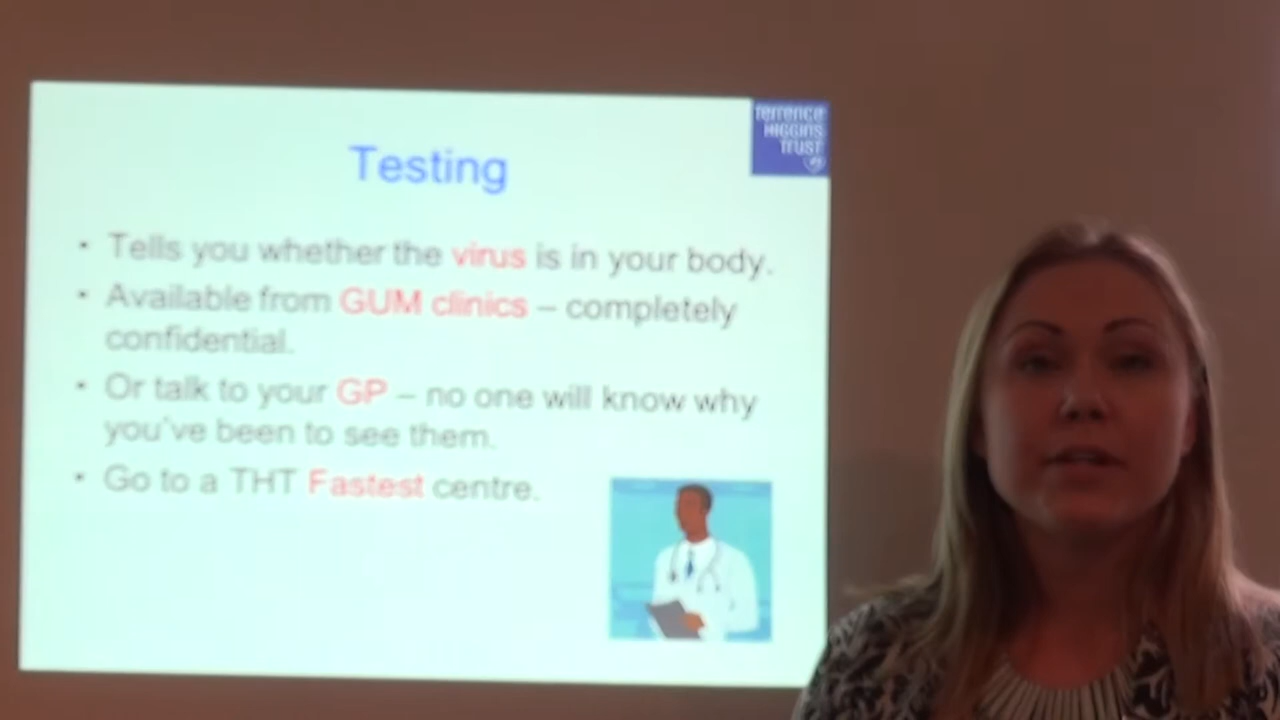 terrence
HIGGINS
TRUST
Testing
• Tells you whether the virus is in your body.
• Available from GUM clinics – completely
confidential.
• Or talk to your GP – no one will know why
you've been to see them.
• Go to a THT Fastest centre.